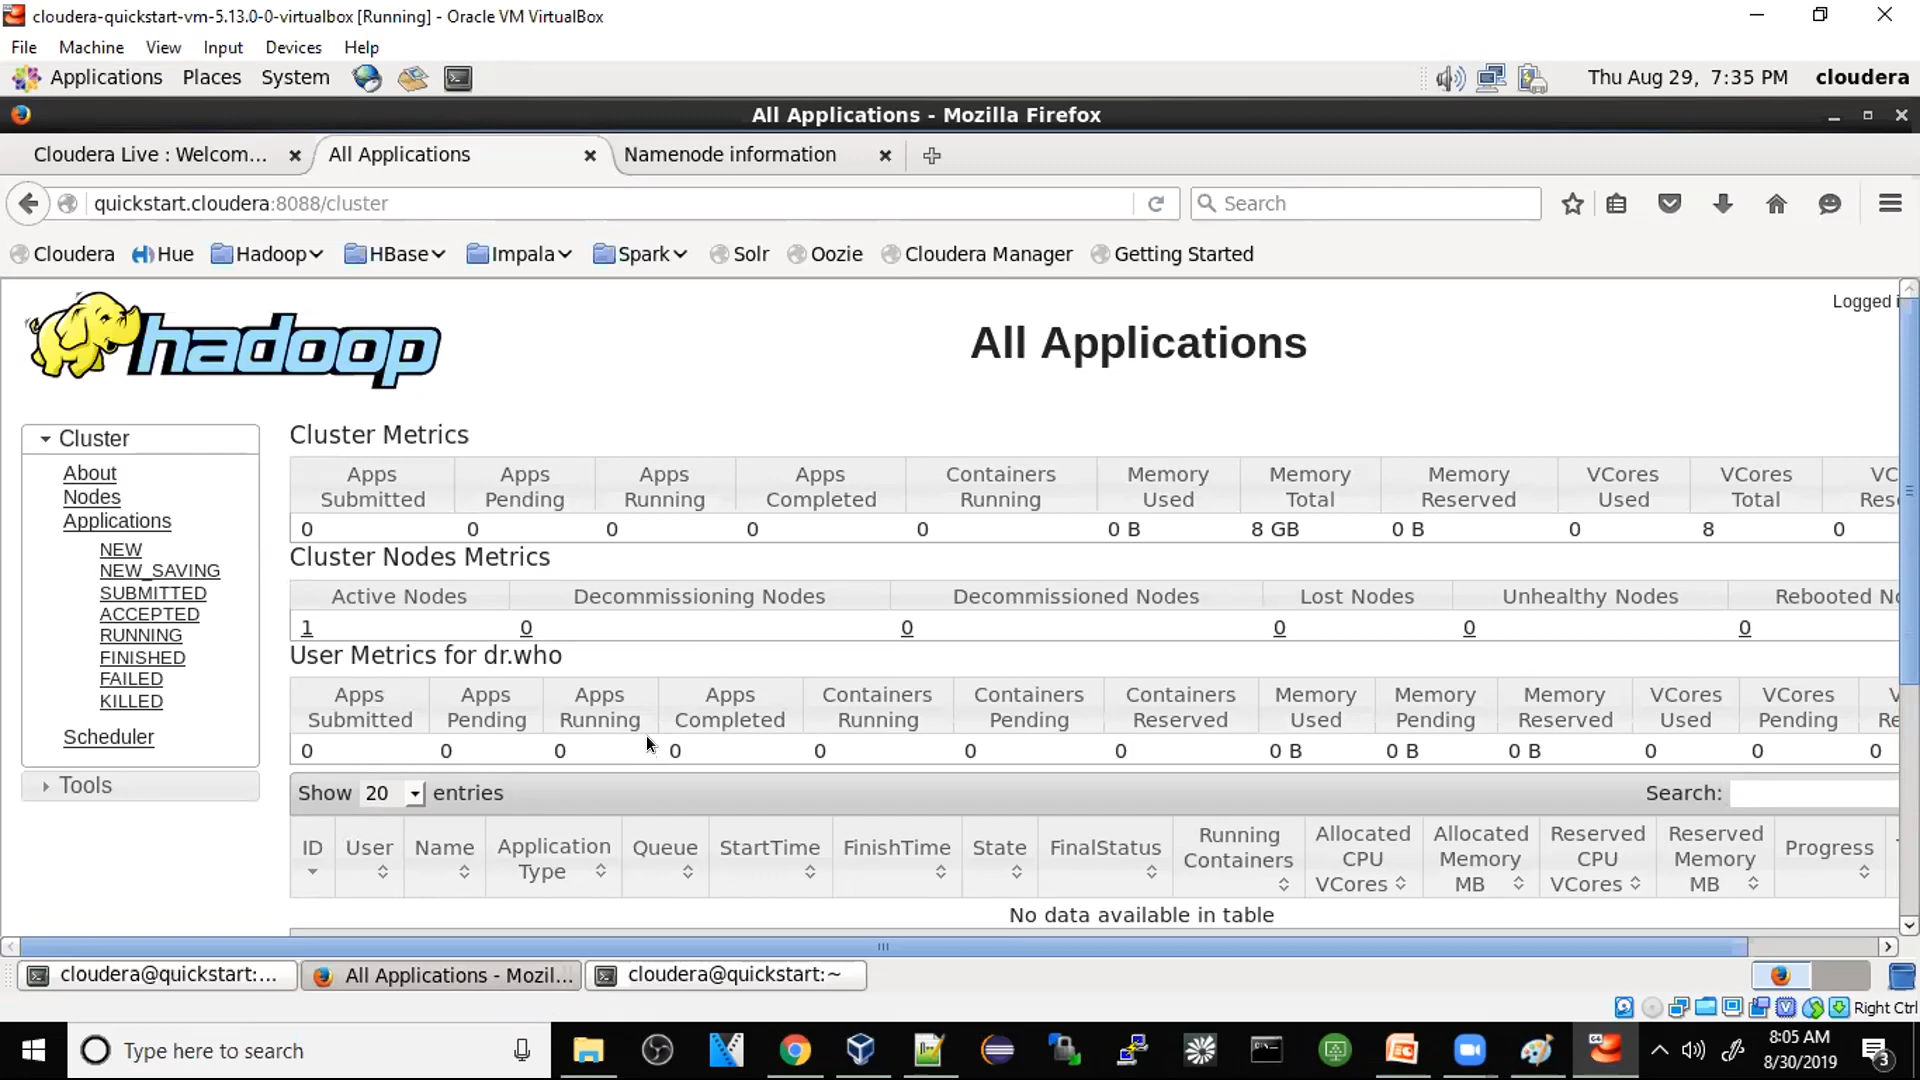 cloudera-quickstart-vm-5.13.0-0-virtualbox [Running] - Oracle VM VirtualBox
File Machine View Input Devices Help
Applications Places System Thu Aug 29, 7:35 PM cloudera
All Applications - Mozilla Firefox
Cloudera Live : Welcom... All Applications Namenode information
quickstart.cloudera:8088/cluster Search
Cloudera Hue Hadoop HBase Impala Spark Solr Oozie Cloudera Manager Getting Started
Logged
hadoop
All Applications
Cluster
About
Nodes
Applications
NEW
NEW_SAVING
SUBMITTED
ACCEPTED
RUNNING
FINISHED
FAILED
KILLED
Scheduler
Tools
Cluster Metrics
Apps Submitted Apps Pending Apps Running Apps Completed Containers Running Memory Used Memory Total Memory Reserved VCores Used VCores Total
0 0 0 0 0 0 B 8 GB 0 B 0 8 0
Cluster Nodes Metrics
Active Nodes Decommissioning Nodes Decommissioned Nodes Lost Nodes Unhealthy Nodes Rebooted
1 0 0 0 0 0
User Metrics for dr.who
Apps Submitted Apps Pending Apps Running Apps Completed Containers Running Containers Pending Containers Reserved Memory Used Memory Pending Memory Reserved VCores Used VCores Pending
0 0 0 0 0 0 0 0 B 0 B 0 B 0 0 0
Show 20 entries Search:
ID User Name Application Type Queue StartTime FinishTime State FinalStatus Running Containers Allocated CPU VCores Allocated Memory MB Reserved CPU VCores Reserved Memory MB Progress
No data available in table
cloudera@quickstart:... All Applications - Mozil... cloudera@quickstart:~
Right Ctrl
Type here to search
8:05 AM
8/30/2019
3